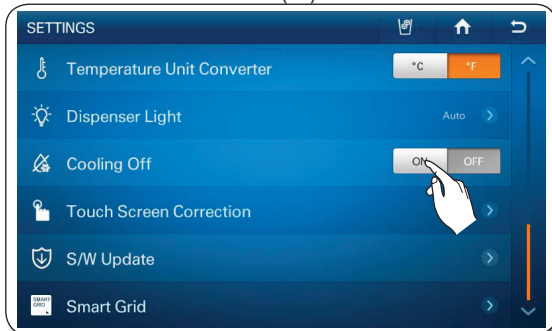 SETTINGS
Temperature Unit Converter °C °F
Dispenser Light Auto
Cooling Off ON OFF
Touch Screen Correction
S/W Update
SMART GRID Smart Grid